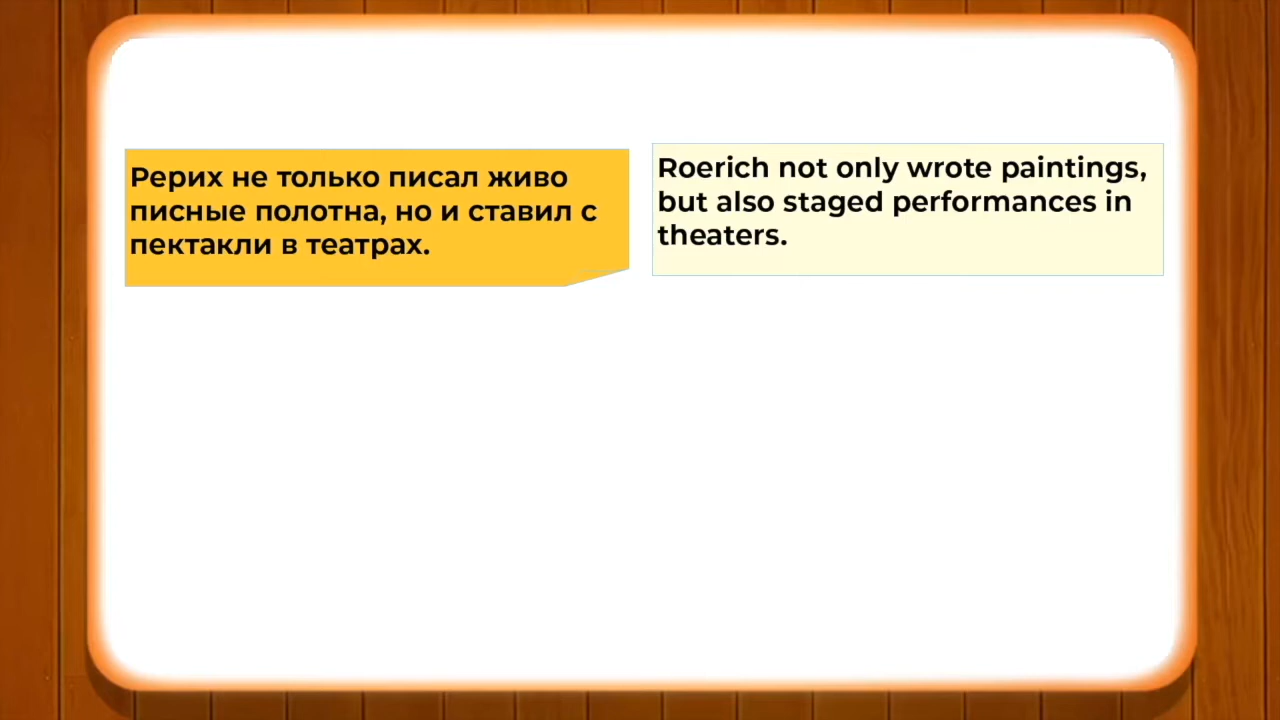 Рерих не только писал живо
писные полотна, но и ставил с
пектакли в театрах.
Roerich not only wrote paintings,
but also staged performances in
theaters.